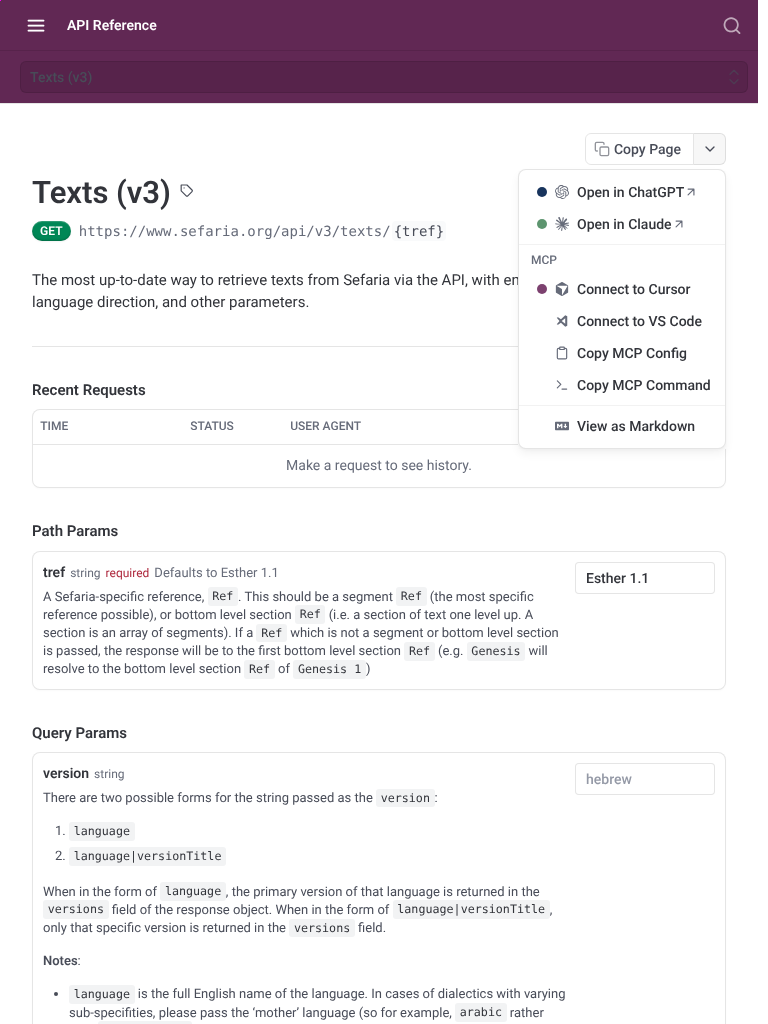 API Reference
Texts (v3)
Copy Page
Texts (v3)
GET https://www.sefaria.org/api/v3/texts/{tref}
Open in ChatGPT
Open in Claude
MCP
Connect to Cursor
Connect to VS Code
Copy MCP Config
Copy MCP Command
View as Markdown
The most up-to-date way to retrieve texts from Sefaria via the API, with
language direction, and other parameters.
Recent Requests
TIME STATUS USER AGENT
Make a request to see history.
Path Params
tref string required Defaults to Esther 1.1
Esther 1.1
A Sefaria-specific reference, Ref. This should be a segment Ref (the most specific
reference possible), or bottom level section Ref (i.e. a section of text one level up. A
section is an array of segments). If a Ref which is not a segment or bottom level section
is passed, the response will be to the first bottom level section Ref (e.g. Genesis will
resolve to the bottom level section Ref of Genesis 1)
Query Params
version string
hebrew
There are two possible forms for the string passed as the version:
1. language
2. language|versionTitle
When in the form of language, the primary version of that language is returned in the
versions field of the response object. When in the form of language|versionTitle,
only that specific version is returned in the versions field.
Notes:
• language is the full English name of the language. In cases of dialectics with varying
sub-specifities, please pass the ‘mother’ language (so for example, arabic rather